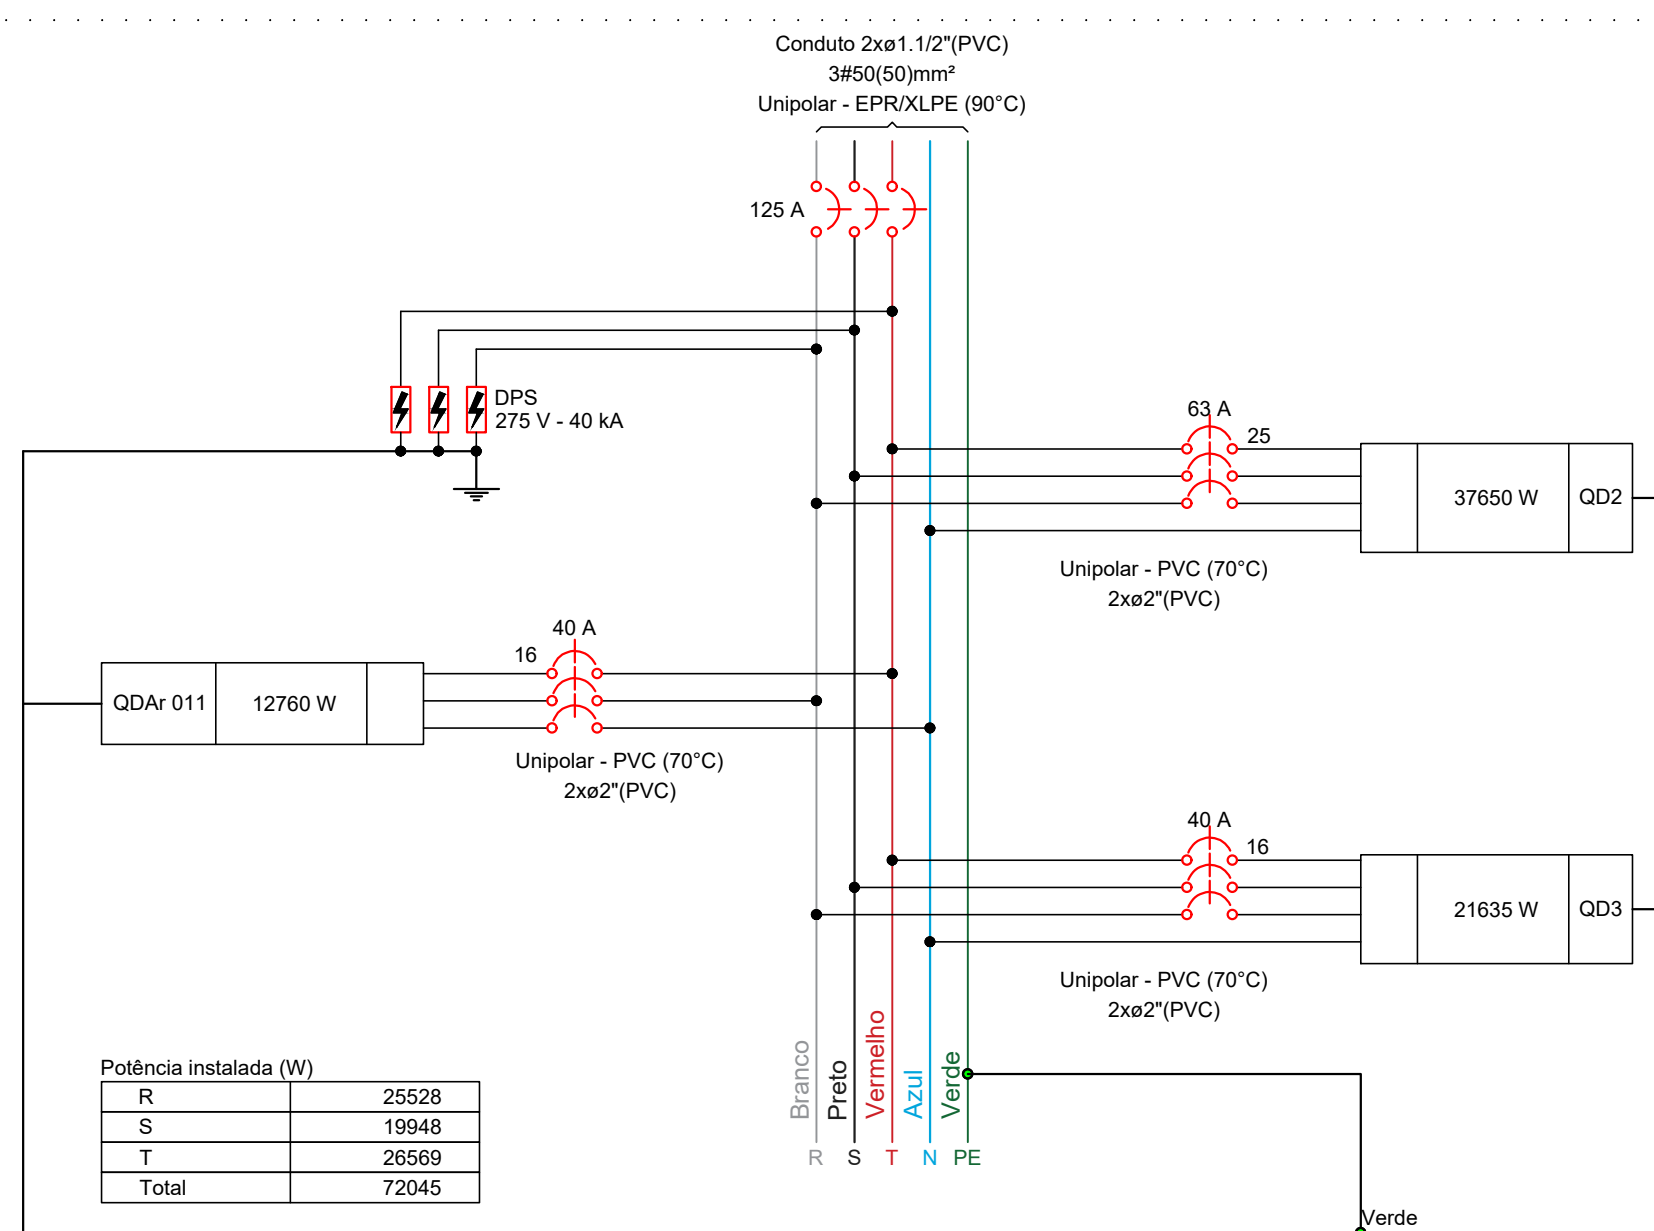 Conduto 2xø1.1/2"(PVC)
3#50(50)mm²
Unipolar - EPR/XLPE (90°C)
125 A
DPS
275 V - 40 kA
63 A
25
37650 W
QD2
Unipolar - PVC (70°C)
2xø2"(PVC)
40 A
16
QDAr 011
12760 W
Unipolar - PVC (70°C)
2xø2"(PVC)
40 A
16
21635 W
QD3
Unipolar - PVC (70°C)
2xø2"(PVC)
Branco
Preto
Vermelho
Azul
Verde
R S T N PE
Potência instalada (W)
R 25528
S 19948
T 26569
Total 72045
Verde